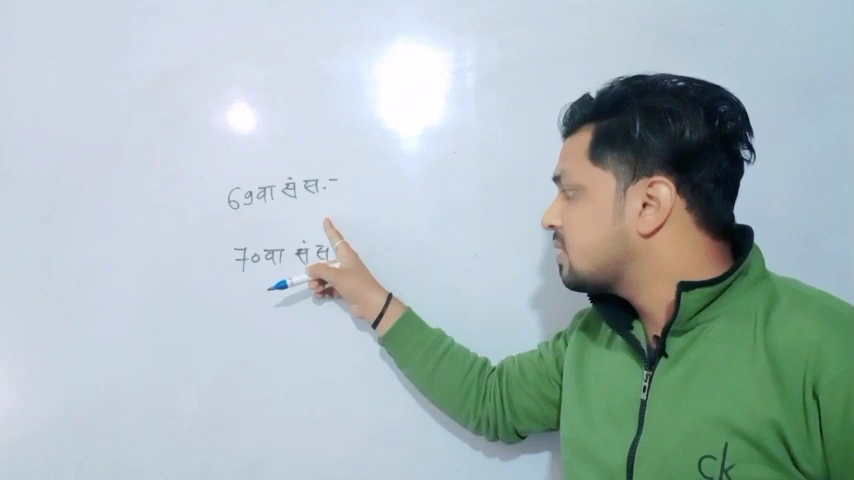 69वा सं स.-
70वा सं स
ck